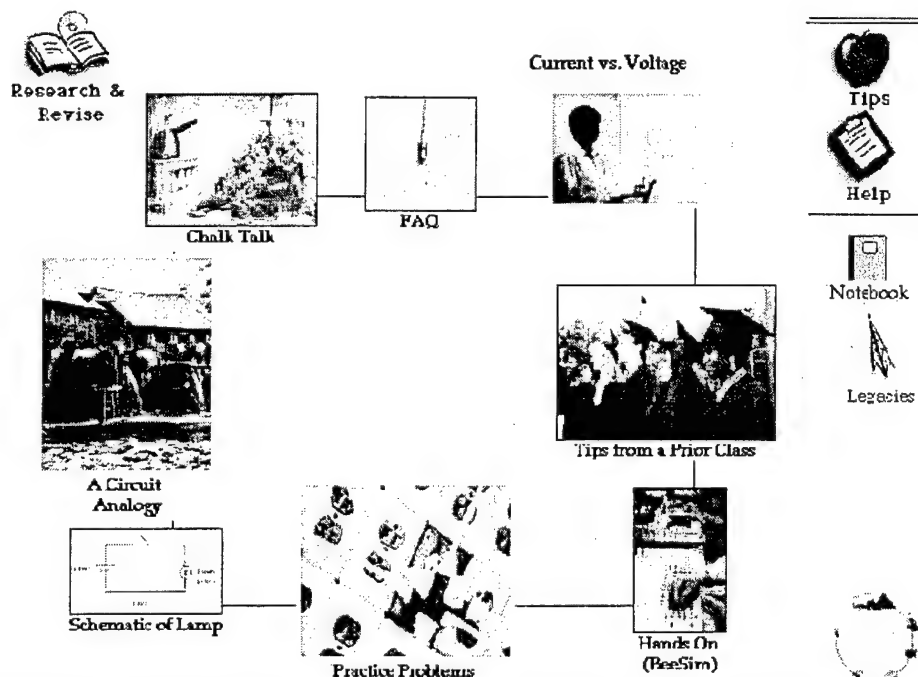 Research &
Revise
Current vs. Voltage
Chalk Talk
FAQ
Tips
Help
Notebook
Legacies
Tips from a Prior Class
A Circuit
Analogy
Schematic of Lamp
Practice Problems
Hands On
(BeeSim)